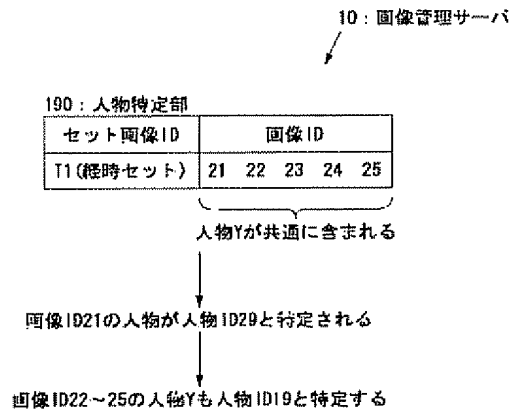 10：画像管理サーバ
190：人物特定部
セット画像ID 画像ID
T1(経時セット) 21 22 23 24 25
人物Yが共通に含まれる
画像ID21の人物が人物ID29と特定される
画像ID22～25の人物Yも人物ID19と特定する